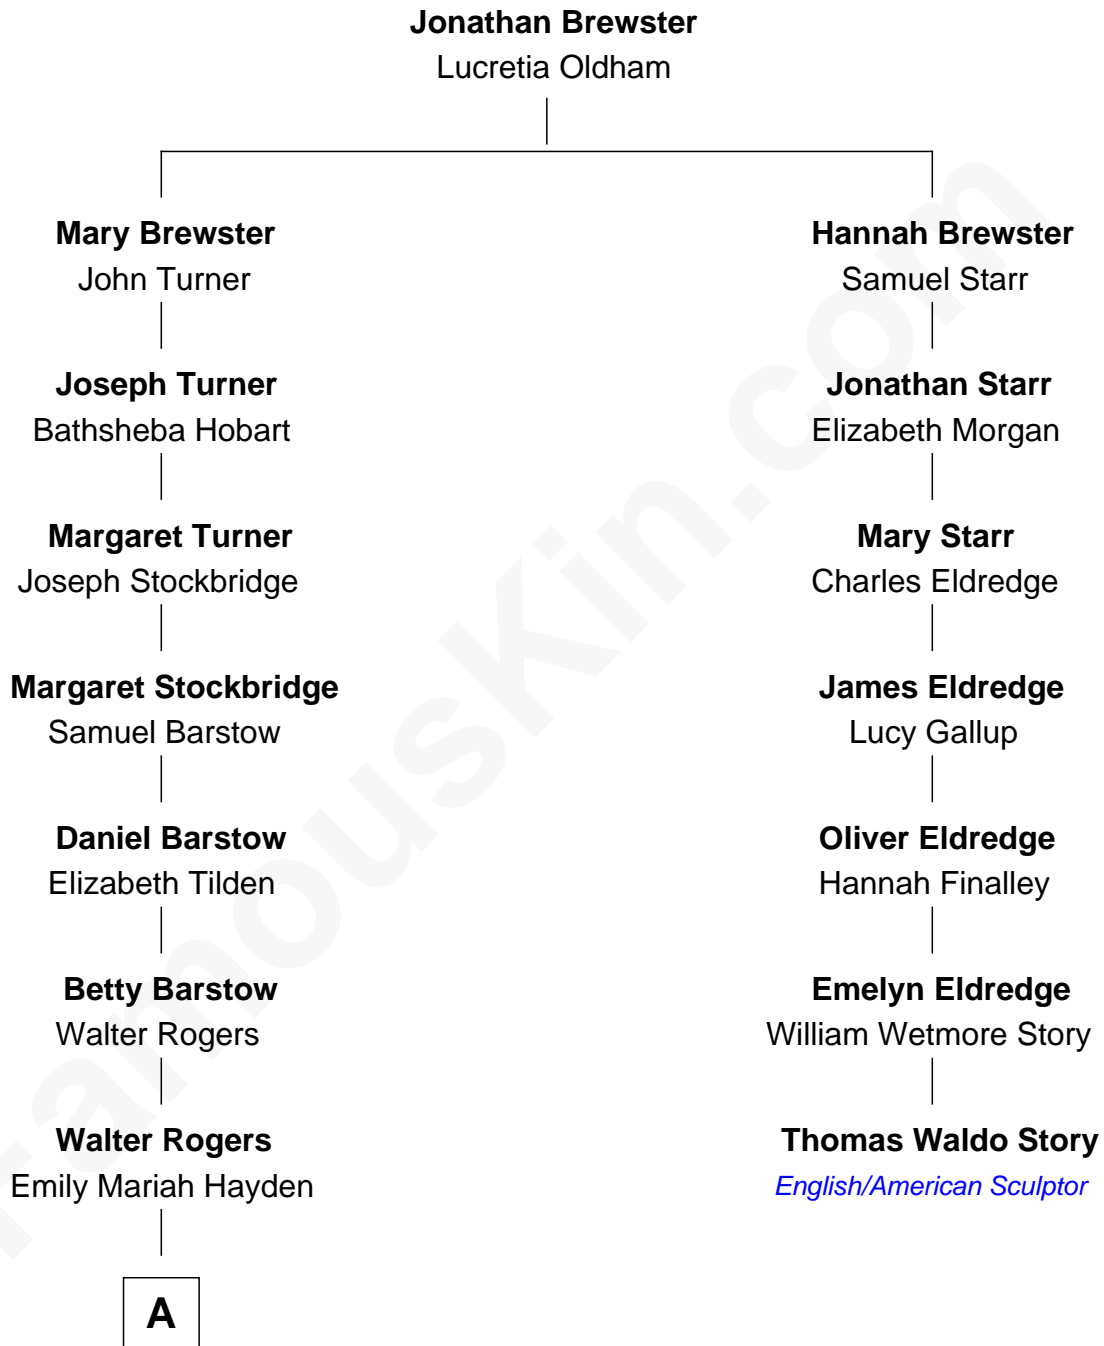 Jonathan Brewster
Lucretia Oldham
Mary Brewster
John Turner
Joseph Turner
Bathsheba Hobart
Margaret Turner
Joseph Stockbridge
Margaret Stockbridge
Samuel Barstow
Daniel Barstow
Elizabeth Tilden
Betty Barstow
Walter Rogers
Walter Rogers
Emily Mariah Hayden
A
Hannah Brewster
Samuel Starr
Jonathan Starr
Elizabeth Morgan
Mary Starr
Charles Eldredge
James Eldredge
Lucy Gallup
Oliver Eldredge
Hannah Finalley
Emelyn Eldredge
William Wetmore Story
Thomas Waldo Story
English/American Sculptor
FamousKin.com